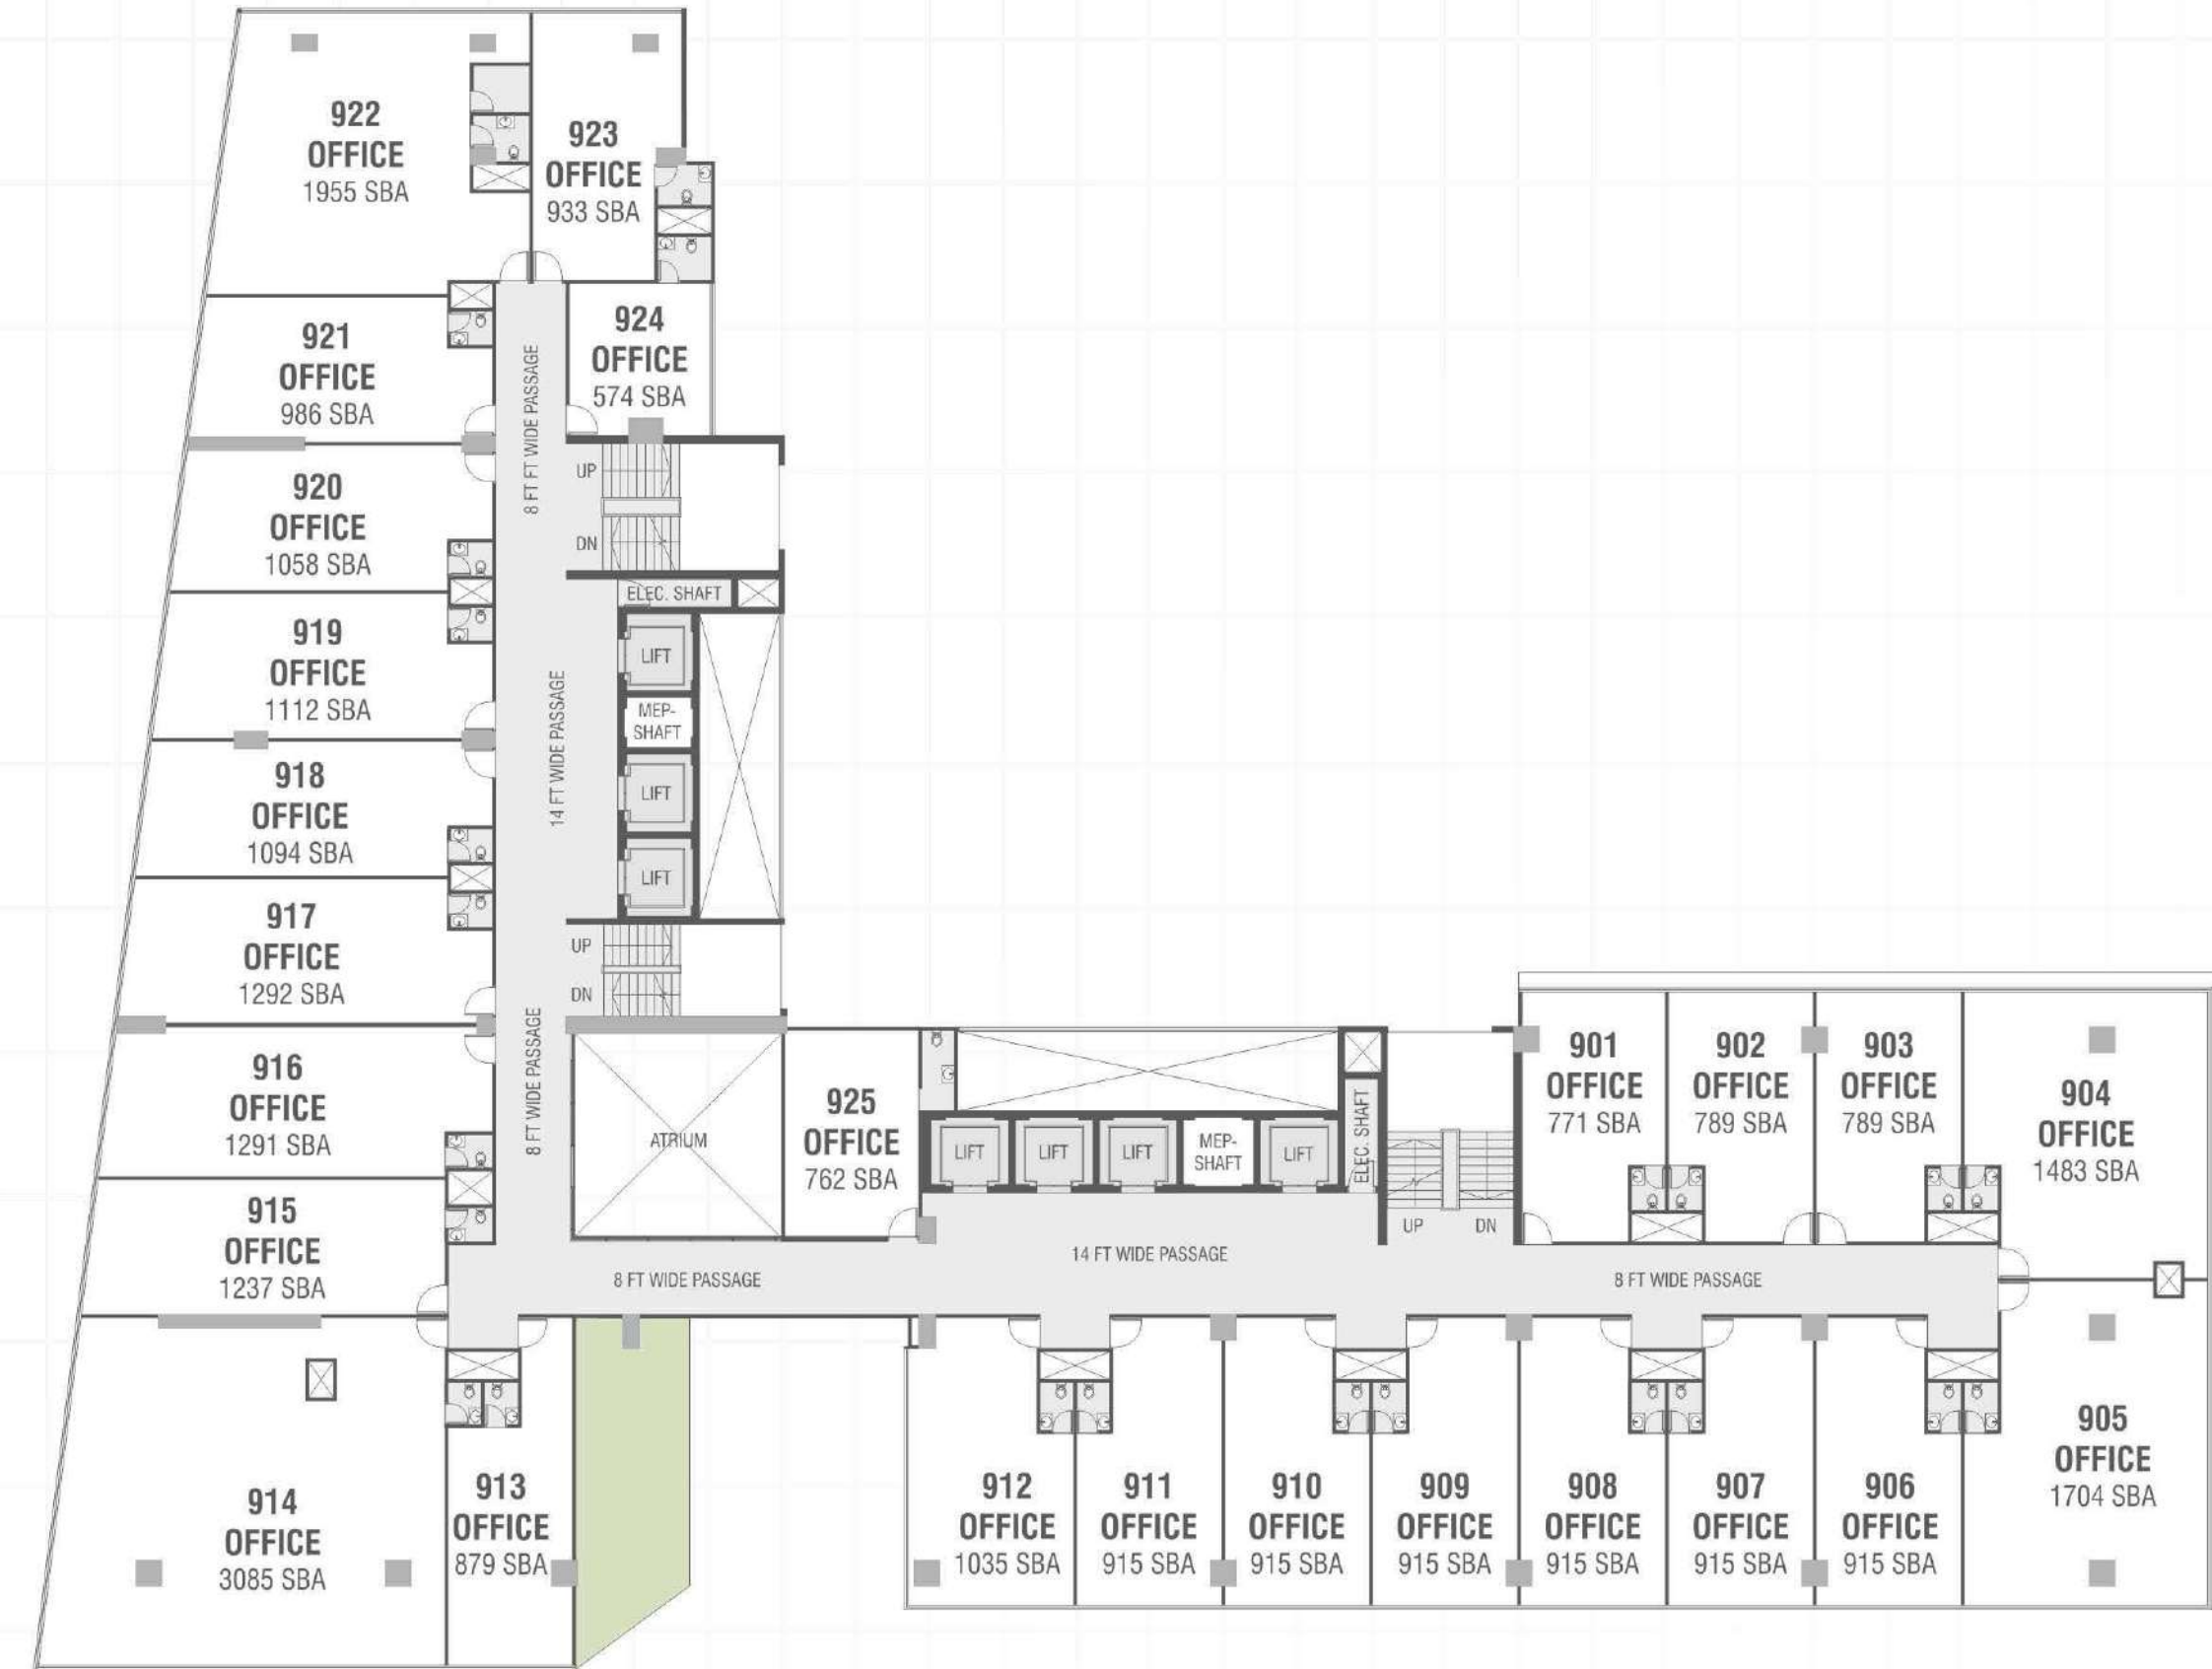 922
OFFICE
1955 SBA
923
OFFICE
933 SBA
921
OFFICE
986 SBA
924
OFFICE
574 SBA
8 FT FT WIDE PASSAGE
920
OFFICE
1058 SBA
UP
DN
ELEC. SHAFT
919
OFFICE
1112 SBA
LIFT
MEP-
SHAFT
LIFT
LIFT
14 FT WIDE PASSAGE
918
OFFICE
1094 SBA
917
OFFICE
1292 SBA
UP
DN
8 FT WIDE PASSAGE
916
OFFICE
1291 SBA
915
OFFICE
1237 SBA
ATRIUM
925
OFFICE
762 SBA
LIFT
LIFT
LIFT
MEP-
SHAFT
LIFT
ELEC. SHAFT
UP
DN
901
OFFICE
771 SBA
902
OFFICE
789 SBA
903
OFFICE
789 SBA
904
OFFICE
1483 SBA
8 FT WIDE PASSAGE
14 FT WIDE PASSAGE
8 FT WIDE PASSAGE
914
OFFICE
3085 SBA
913
OFFICE
879 SBA
912
OFFICE
1035 SBA
911
OFFICE
915 SBA
910
OFFICE
915 SBA
909
OFFICE
915 SBA
908
OFFICE
915 SBA
907
OFFICE
915 SBA
906
OFFICE
915 SBA
905
OFFICE
1704 SBA